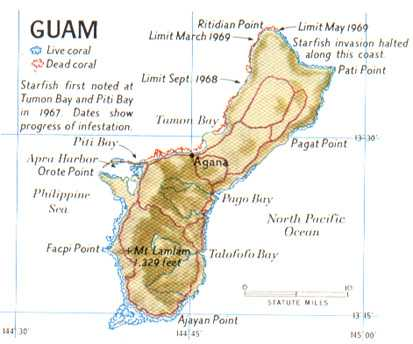 GUAM
Live coral
Dead coral
Starfish first noted at
Tumon Bay and Piti Bay
in 1967. Dates show
progress of infestation.
Ritidian Point
Limit May 1969
Limit March 1969
Starfish invasion halted
along this coast.
Pati Point
Limit Sept. 1968
Tumon Bay
13°30'
Piti Bay
Pagat Point
Apra Harbor
Agana
Orote Point
Philippine
Sea
Pago Bay
North Pacific
Ocean
Facpi Point
Mt Lamlam
1,329 feet
Talofofo Bay
0 10
STATUTE MILES
13°15'
Ajayan Point
144°30'
144°45'
145°00'